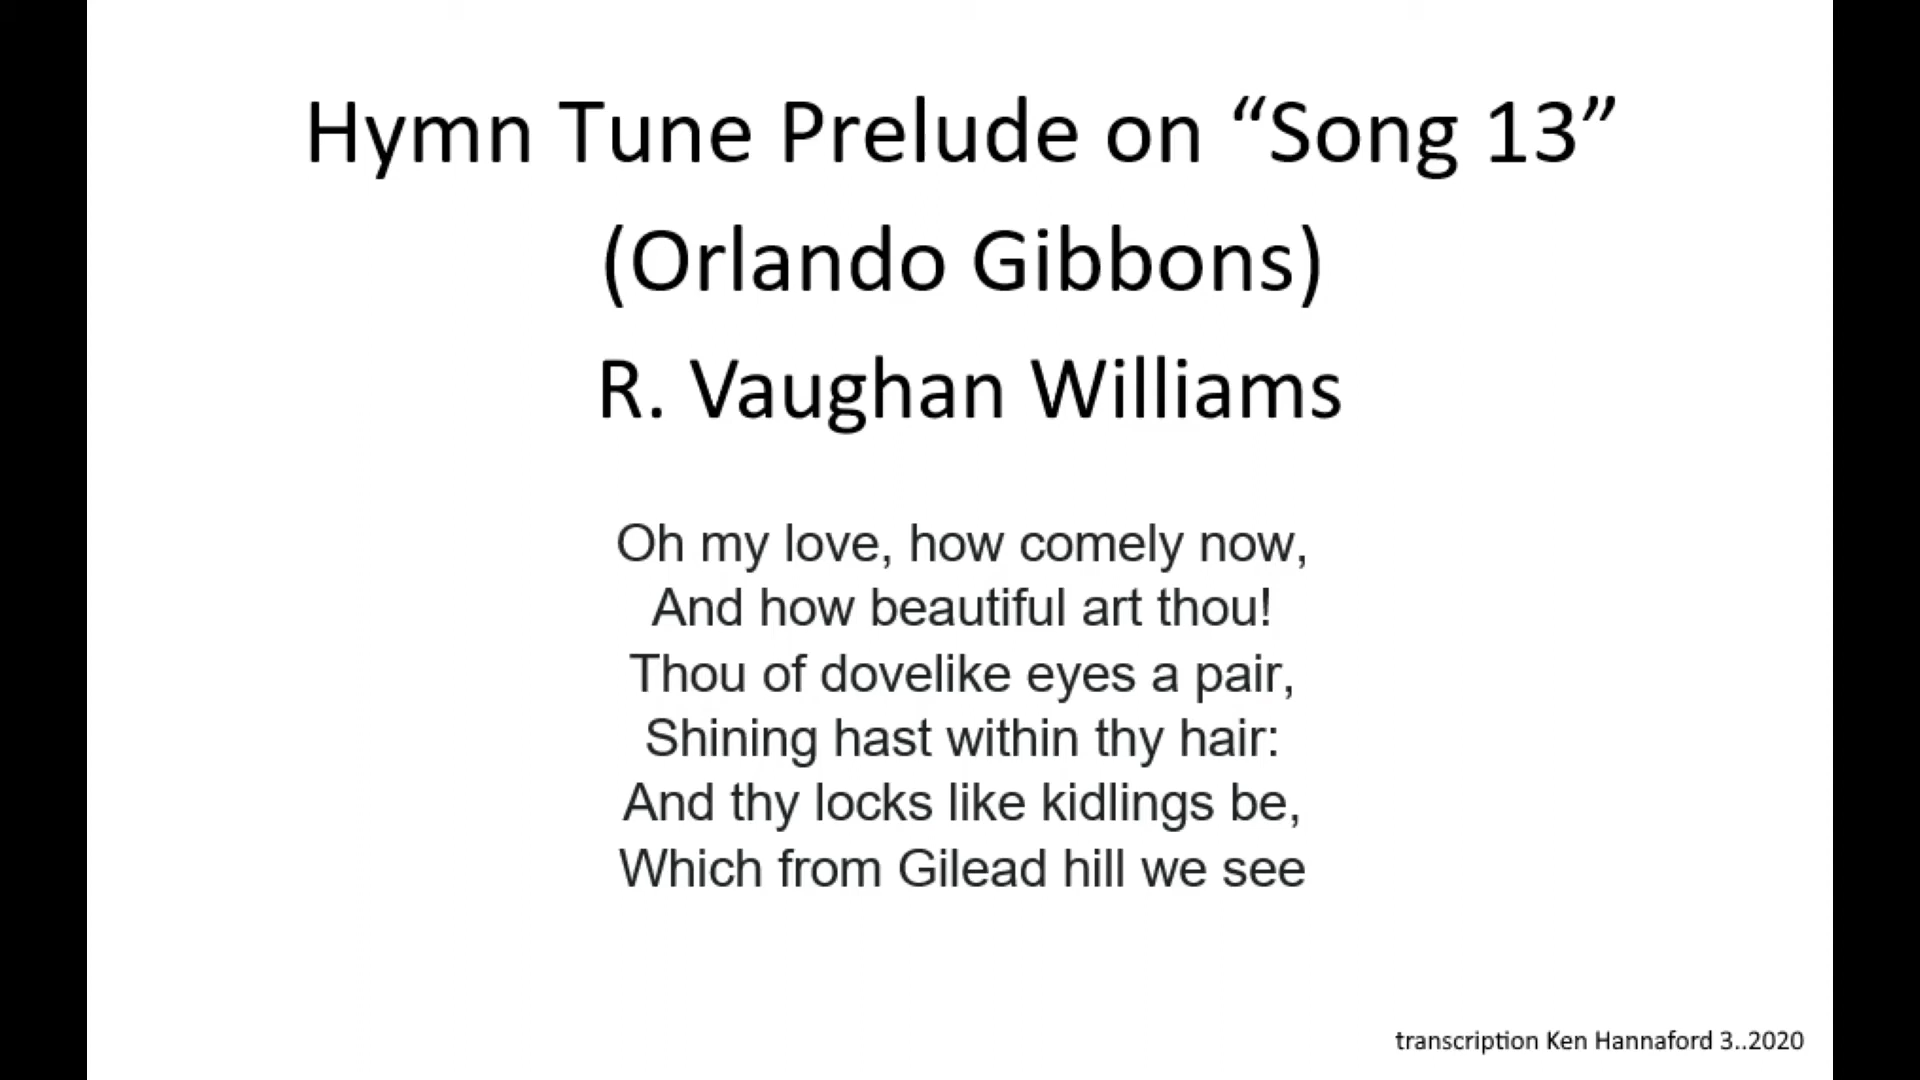 Hymn Tune Prelude on “Song 13”
(Orlando Gibbons)
R. Vaughan Williams
Oh my love, how comely now,
And how beautiful art thou!
Thou of dovelike eyes a pair,
Shining hast within thy hair:
And thy locks like kidlings be,
Which from Gilead hill we see
transcription Ken Hannaford 3..2020